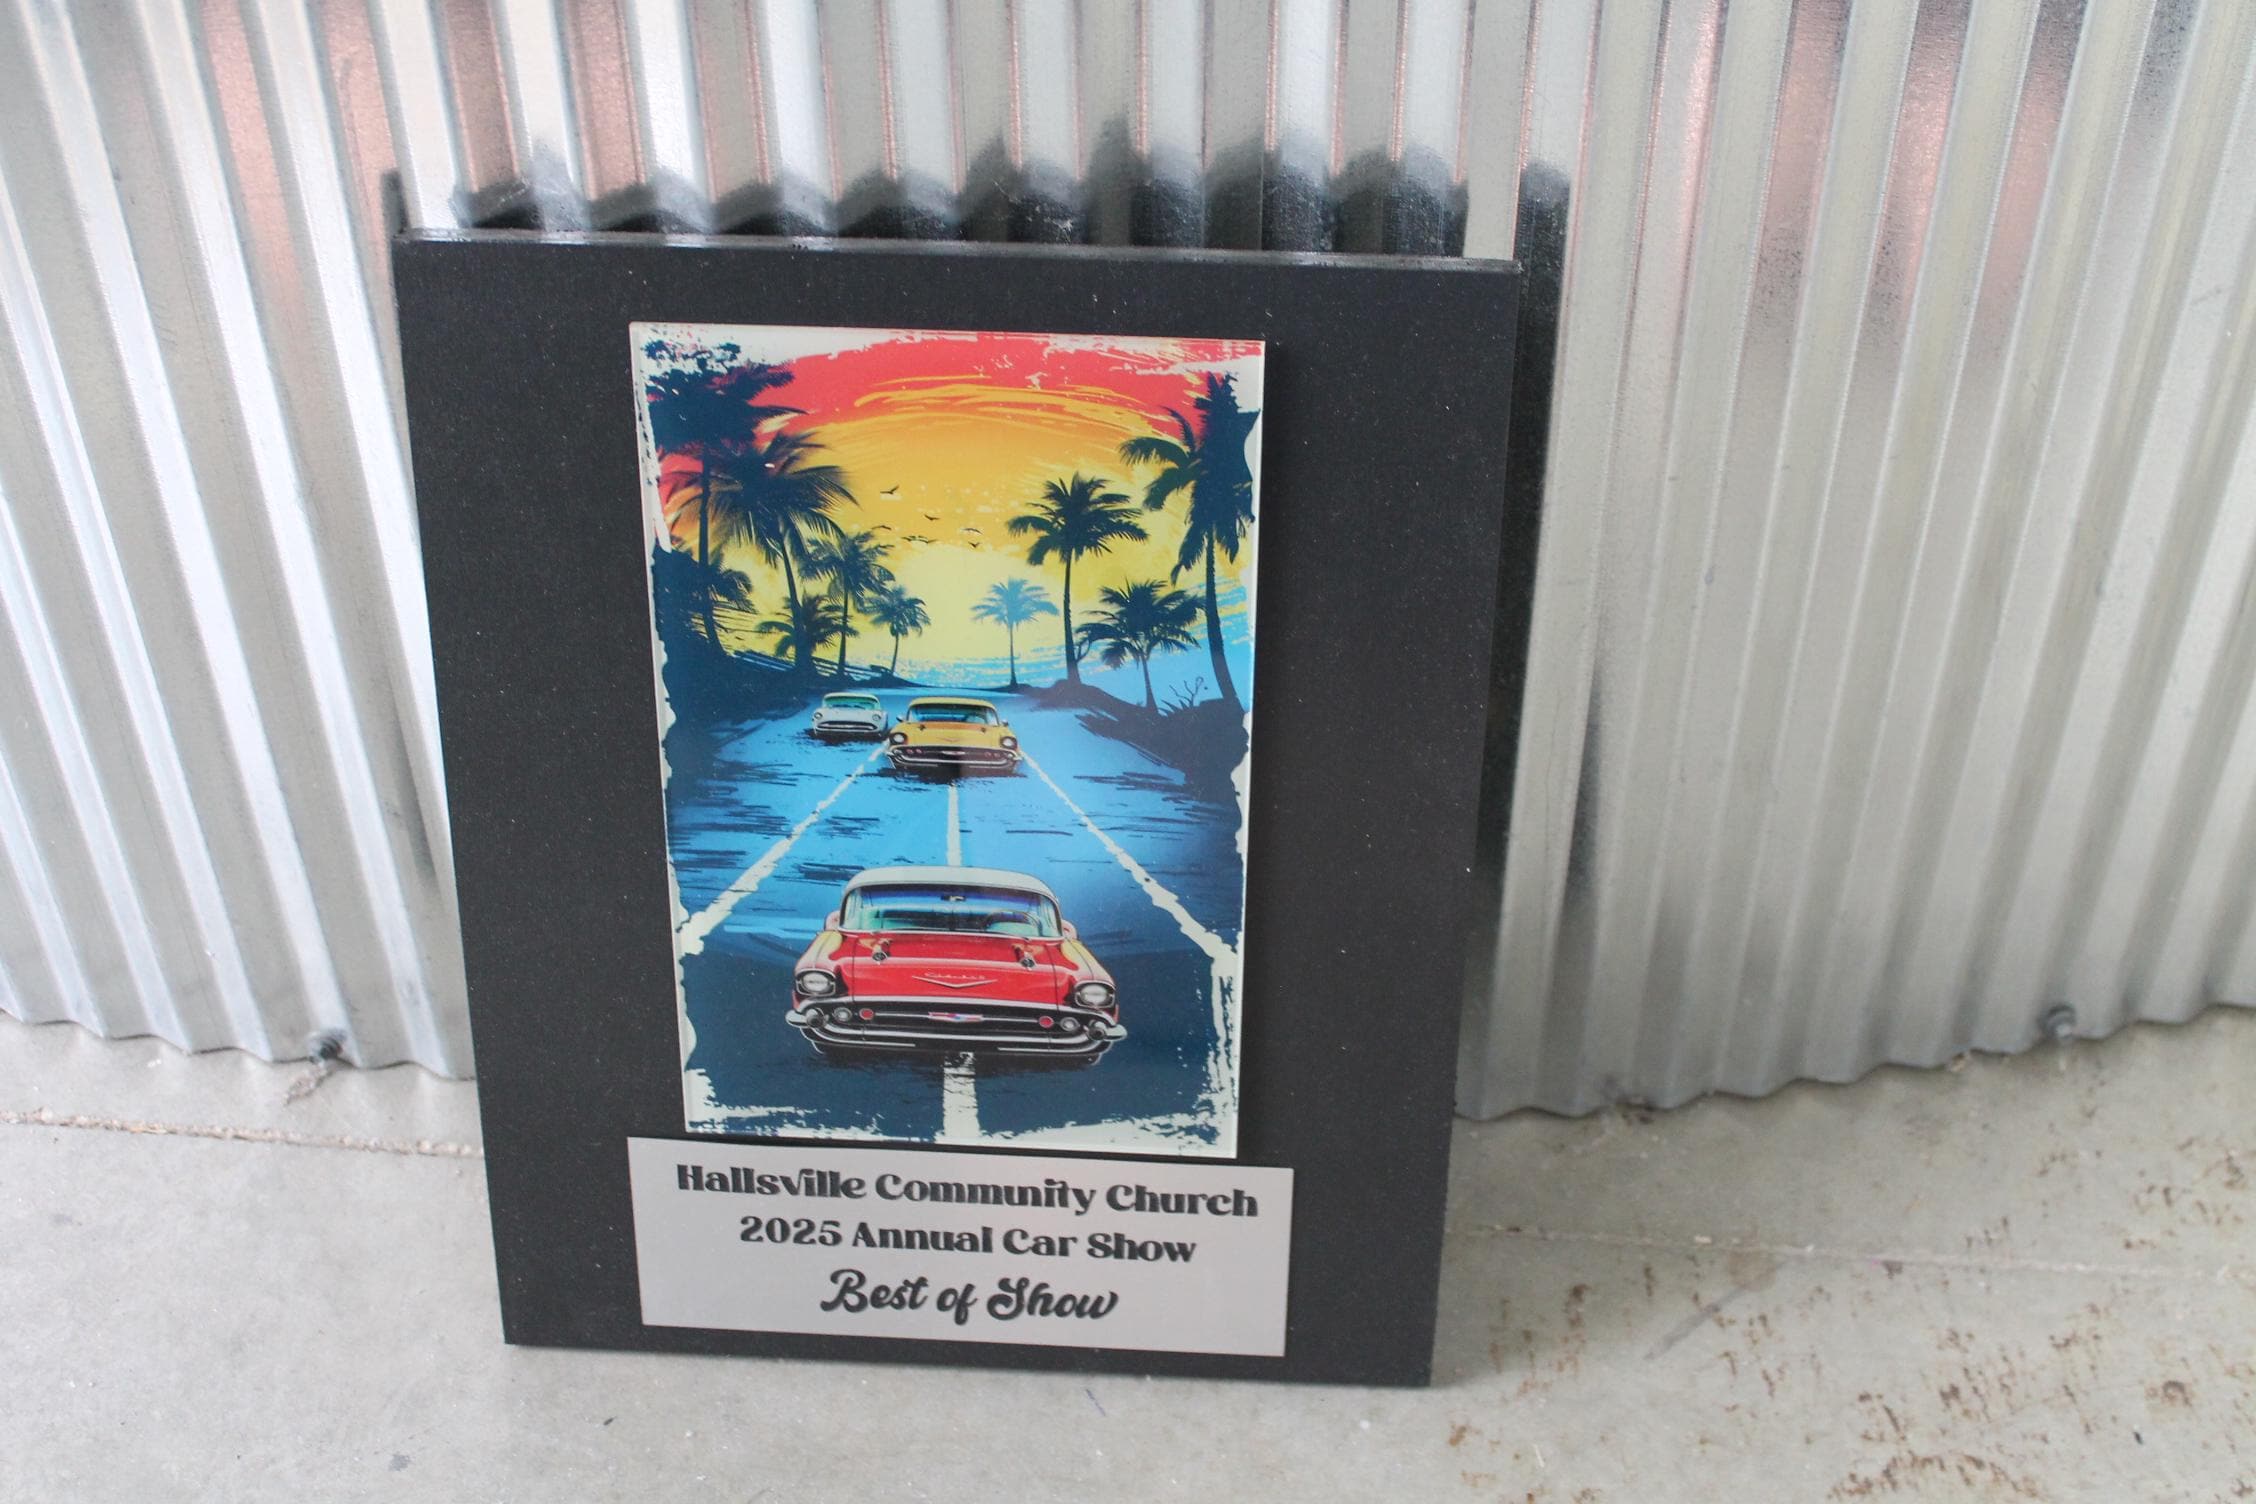 Hallsville Community Church
2025 Annual Car Show
Best of Show